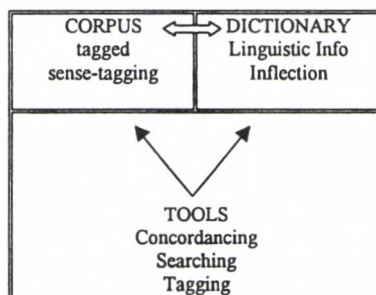 CORPUS
tagged
sense-tagging
DICTIONARY
Linguistic Info
Inflection
TOOLS
Concordancing
Searching
Tagging